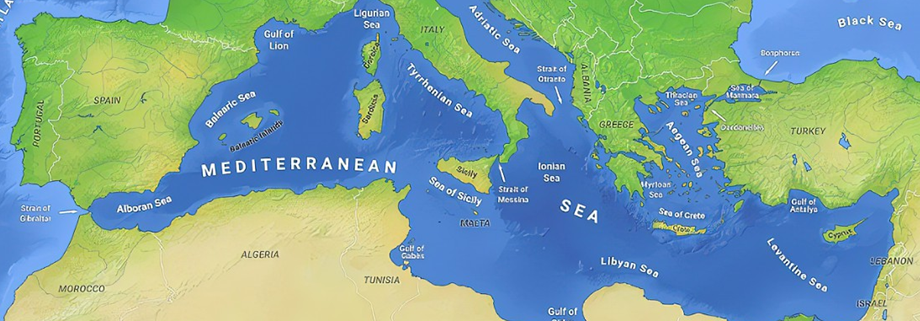 Ligurian
Sea
Adriatic Sea
Black Sea
ITALY
Gulf of
Lion
Corsica
Bosphorus
Strait of
Otranto
ALBANIA
Tyrrhenian Sea
Thracian
Sea
Sea of
Marmara
SPAIN
PORTUGAL
Balearic Sea
Balearic Islands
Sardinia
GREECE
Aegean Sea
Dardanelles
TURKEY
MEDITERRANEAN
SEA
Sicily
Ionian
Sea
Strait of
Messina
Sea of Sicily
MALTA
Myrtoan
Sea
Sea of Crete
Crete
Gulf of
Antalya
Cyprus
Strait of
Gibraltar
Alboran Sea
Gulf of
Gabès
ALGERIA
TUNISIA
MOROCCO
Libyan Sea
Levantine Sea
LEBANON
ISRAEL
Gulf of